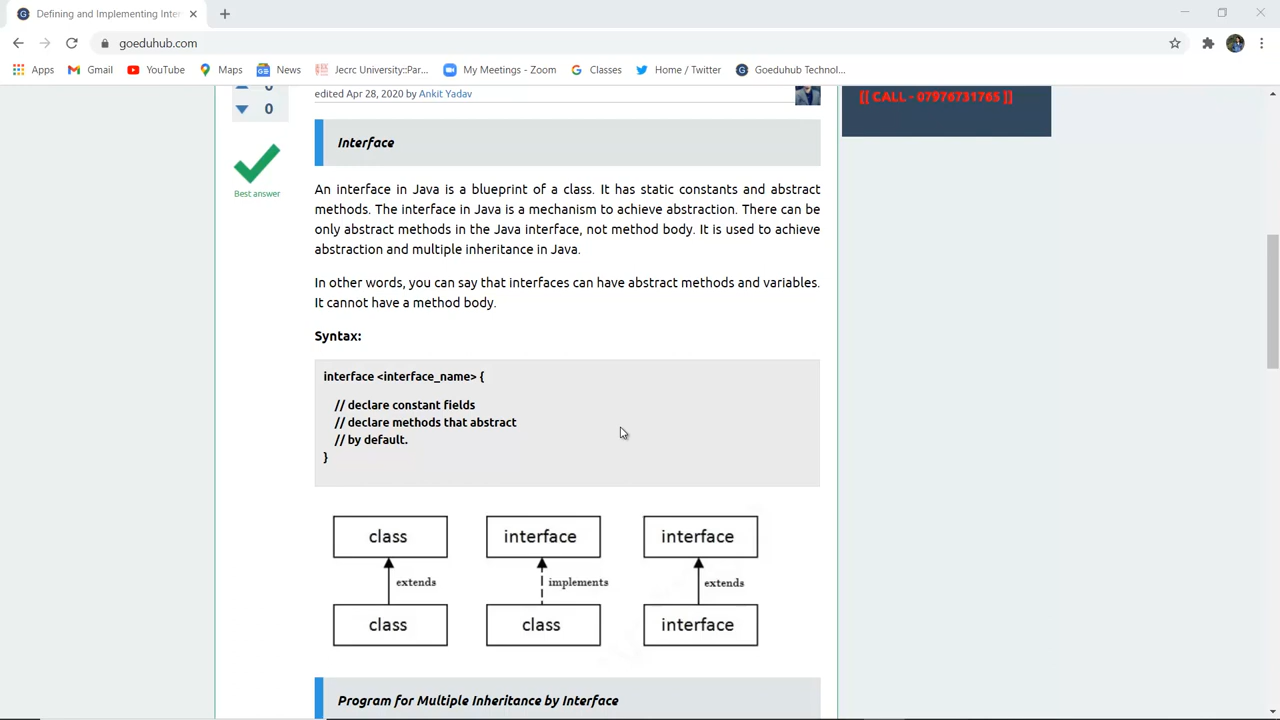 Defining and Implementing Inter
goeduhub.com
Apps Gmail YouTube Maps News Jecrc University::Par... My Meetings - Zoom Classes Home / Twitter Goeduhub Technol...
0
edited Apr 28, 2020 by Ankit Yadav
[[ CALL - 07976731765 ]]
0
Interface
Best answer
An interface in Java is a blueprint of a class. It has static constants and abstract
methods. The interface in Java is a mechanism to achieve abstraction. There can be
only abstract methods in the Java interface, not method body. It is used to achieve
abstraction and multiple inheritance in Java.
In other words, you can say that interfaces can have abstract methods and variables.
It cannot have a method body.
Syntax:
interface <interface_name> {
// declare constant fields
// declare methods that abstract
// by default.
}
class interface interface
extends implements extends
class class interface
Program for Multiple Inheritance by Interface